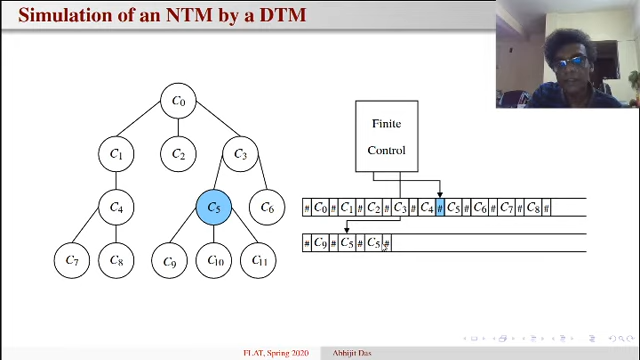 Simulation of an NTM by a DTM
C0
C1 C2 C3
C4 C5 C6
C7 C8 C9 C10 C11
Finite
Control
# C0 # C1 # C2 # C3 # C4 # C5 # C6 # C7 # C8 #
# C9 # C5 # C5 #
FLAT, Spring 2020 Abhijit Das